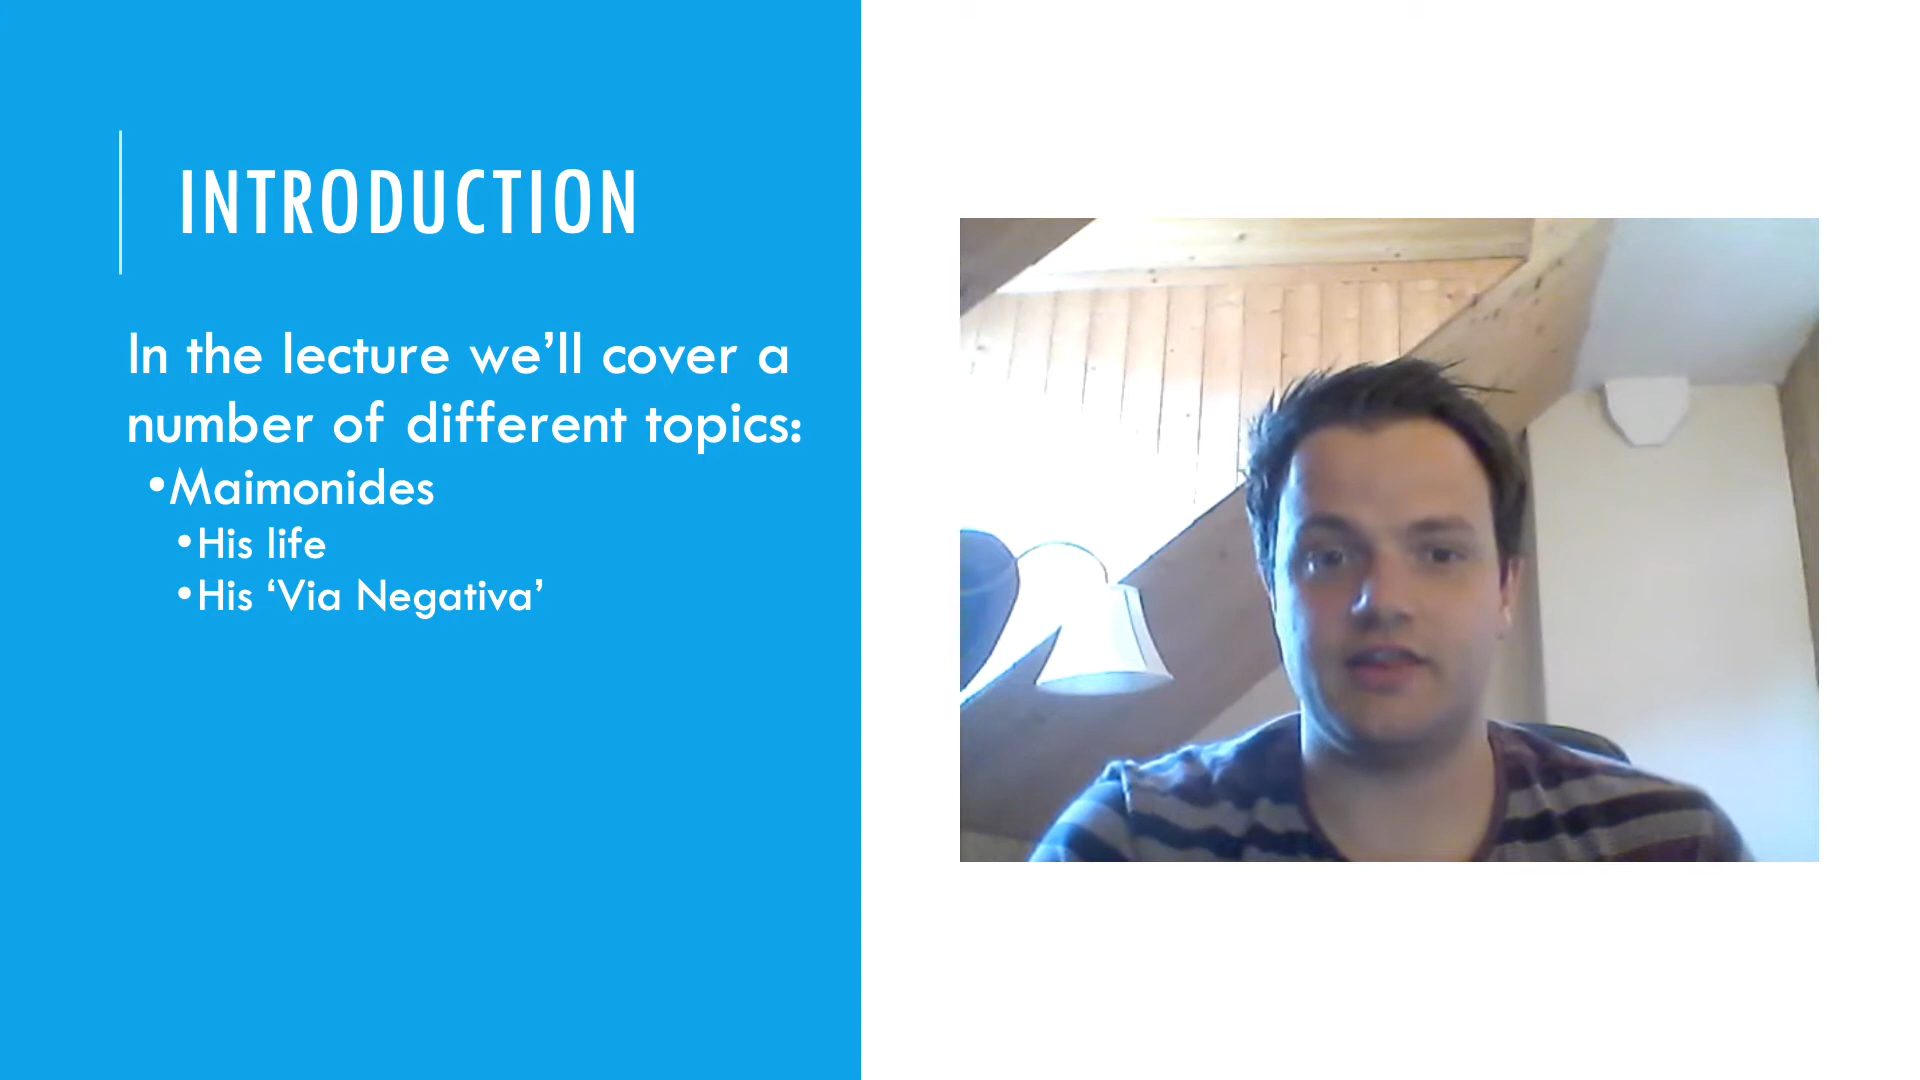 INTRODUCTION
In the lecture we’ll cover a
number of different topics:
•Maimonides
•His life
•His ‘Via Negativa’